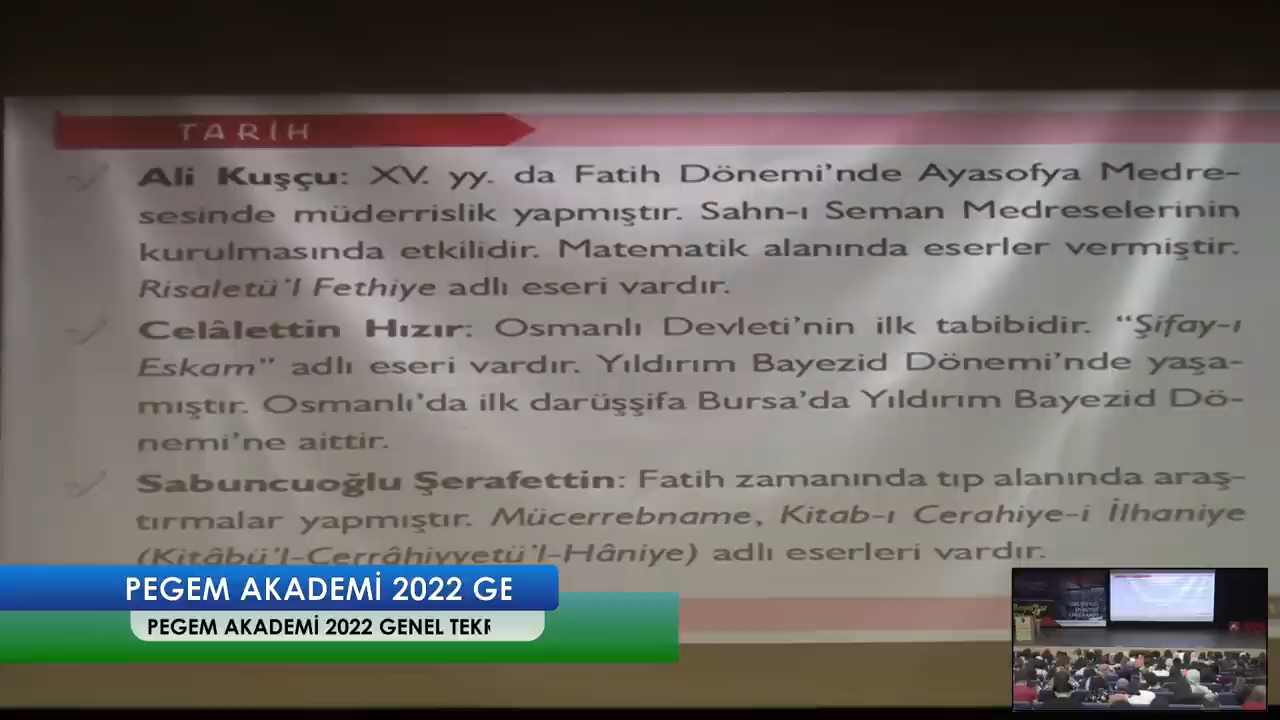 TARİH
Ali Kuşçu: XV. yy. da Fatih Dönemi'nde Ayasofya Medre-
sesinde müderrislik yapmıştır. Sahn-ı Seman Medreselerinin
kurulmasında etkilidir. Matematik alanında eserler vermiştir.
Risaletü'l Fethiye adlı eseri vardır.
Celâlettin Hızır: Osmanlı Devleti'nin ilk tabibidir. "Şifay-ı
Eskam" adlı eseri vardır. Yıldırım Bayezid Dönemi'nde yaşa-
mıştır. Osmanlı'da ilk darüşşifa Bursa'da Yıldırım Bayezid Dö-
nemi'ne aittir.
Sabuncuoğlu Şerafettin: Fatih zamanında tıp alanında araş-
tırmalar yapmıştır. Mücerrebname, Kitab-ı Cerahiye-i İlhaniye
(Kitâbü'l-Cerrâhiyyetü'l-Hâniye) adlı eserleri vardır.
PEGEM AKADEMİ 2022 GE
PEGEM AKADEMİ 2022 GENEL TEKR